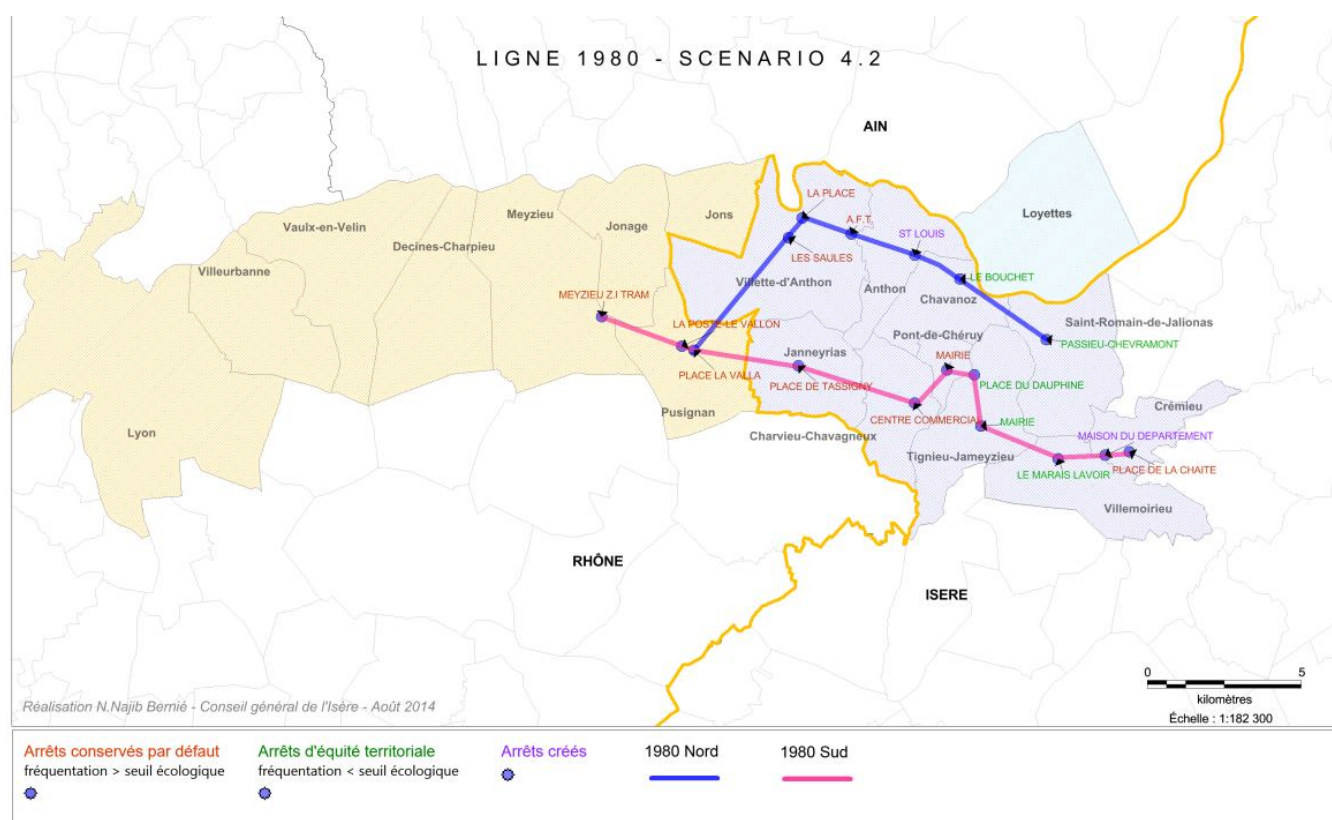 LIGNE 1980 - SCENARIO 4.2
AIN
LA PLACE
Jons
Loyettes
Meyzieu
A.F.T.
Jonage
Vaulx-en-Velin
ST LOUIS
Decines-Charpieu
LES SAULES
Villeurbanne
LE BOUCHET
Villette-d'Anthon
Anthon
Chavanoz
MEYZIEU Z.I TRAM
Saint-Romain-de-Jalionas
LA POSTE-LE VALLON
Pont-de-Chéruy
PASSIEU-CHEVRAMONT
Janneyrias
MAIRIE
PLACE LA VALLA
PLACE DE TASSIGNY
PLACE DU DAUPHINE
Pusignan
Crémieu
CENTRE COMMERCIAL
MAIRIE
Lyon
Charvieu-Chavagneux
MAISON DU DEPARTEMENT
Tignieu-Jameyzieu
PLACE DE LA CHAITE
LE MARAIS LAVOIR
Villemoirieu
RHÔNE
ISERE
0 5
kilomètres
Réalisation N.Najib Bernié - Conseil général de l'Isère - Août 2014
Échelle : 1:182 300
Arrêts conservés par défaut
fréquentation > seuil écologique
Arrêts d'équité territoriale
fréquentation < seuil écologique
Arrêts créés
1980 Nord
1980 Sud